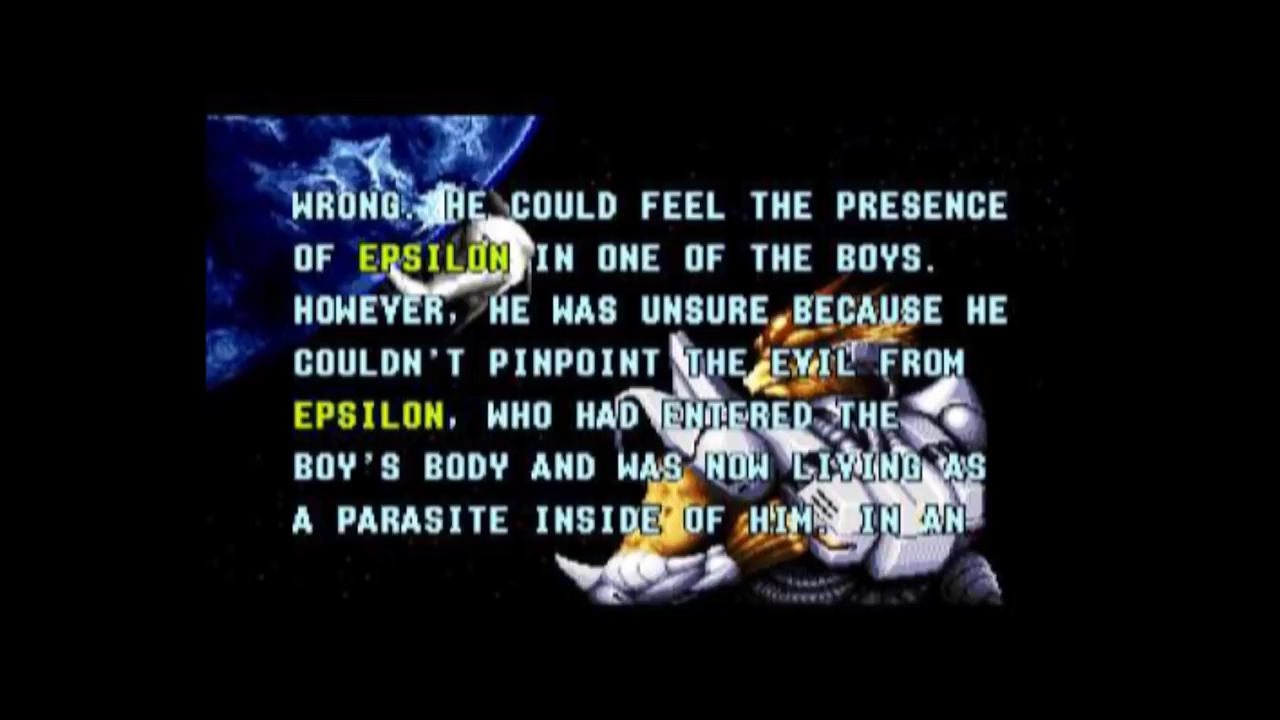 WRONG. HE COULD FEEL THE PRESENCE
OF EPSILON IN ONE OF THE BOYS.
HOWEVER, HE WAS UNSURE BECAUSE HE
COULDN'T PINPOINT THE EVIL FROM
EPSILON, WHO HAD ENTERED THE
BOY'S BODY AND WAS NOW LIVING AS
A PARASITE INSIDE OF HIM. IN AN